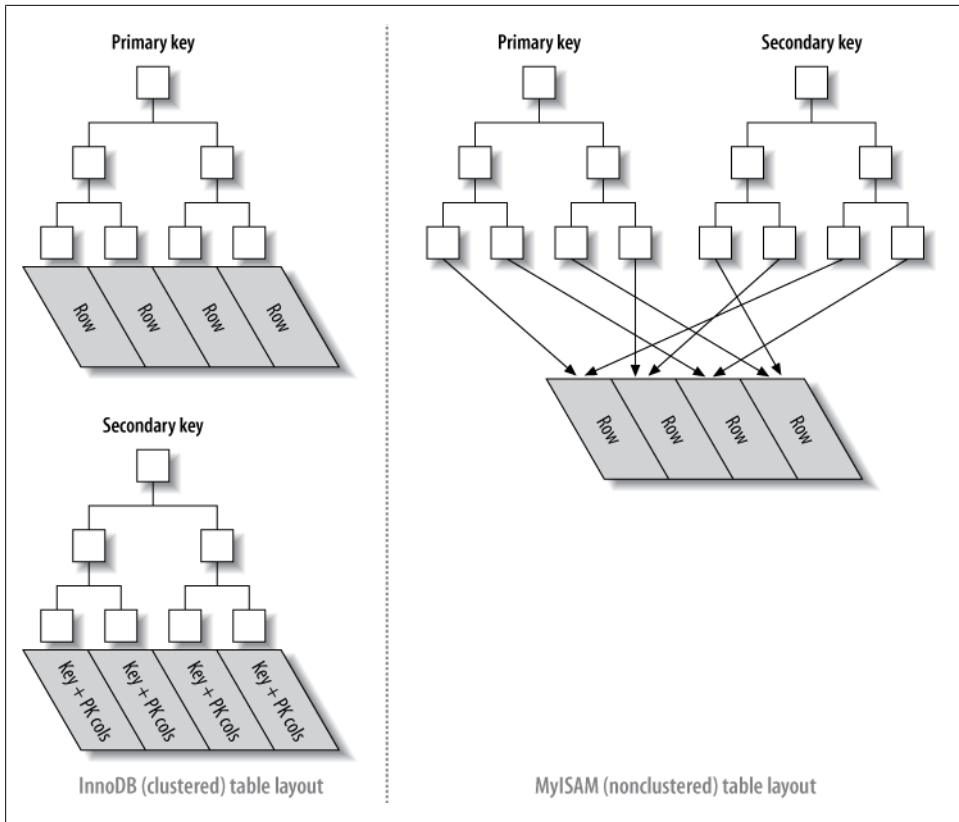 Primary key
Row
Row
Row
Row
Secondary key
Key + PK cols
Key + PK cols
Key + PK cols
Key + PK cols
InnoDB (clustered) table layout
Primary key
Secondary key
Row
Row
Row
Row
MyISAM (nonclustered) table layout